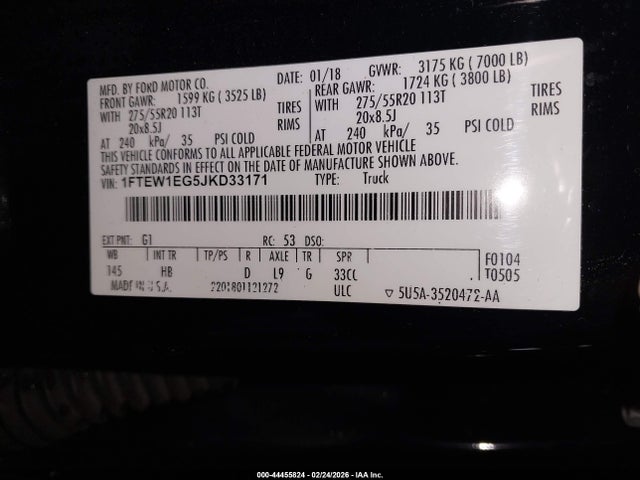 MFD. BY FORD MOTOR CO.
DATE: 01/18 GVWR: 3175 KG ( 7000 LB)
FRONT GAWR: 1599 KG ( 3525 LB) REAR GAWR: 1724 KG ( 3800 LB)
WITH 275/55R20 113T TIRES WITH 275/55R20 113T TIRES
20x8.5J RIMS 20x8.5J RIMS
AT 240 kPa/ 35 PSI COLD AT 240 kPa/ 35 PSI COLD
THIS VEHICLE CONFORMS TO ALL APPLICABLE FEDERAL MOTOR VEHICLE
SAFETY STANDARDS IN EFFECT ON THE DATE OF MANUFACTURE SHOWN ABOVE.
VIN: 1FTEW1EG5JKD33171 TYPE: Truck
EXT PNT: G1 RC: 53 DSO:
WB INT TR TP/PS R AXLE TR SPR F0104
145 HB D L9 G 33CC T0505
MADE IN U.S.A. 2201801121272 ULC 5U5A-3520472-AA
000-44455824 - 02/24/2026 - IAA Inc.